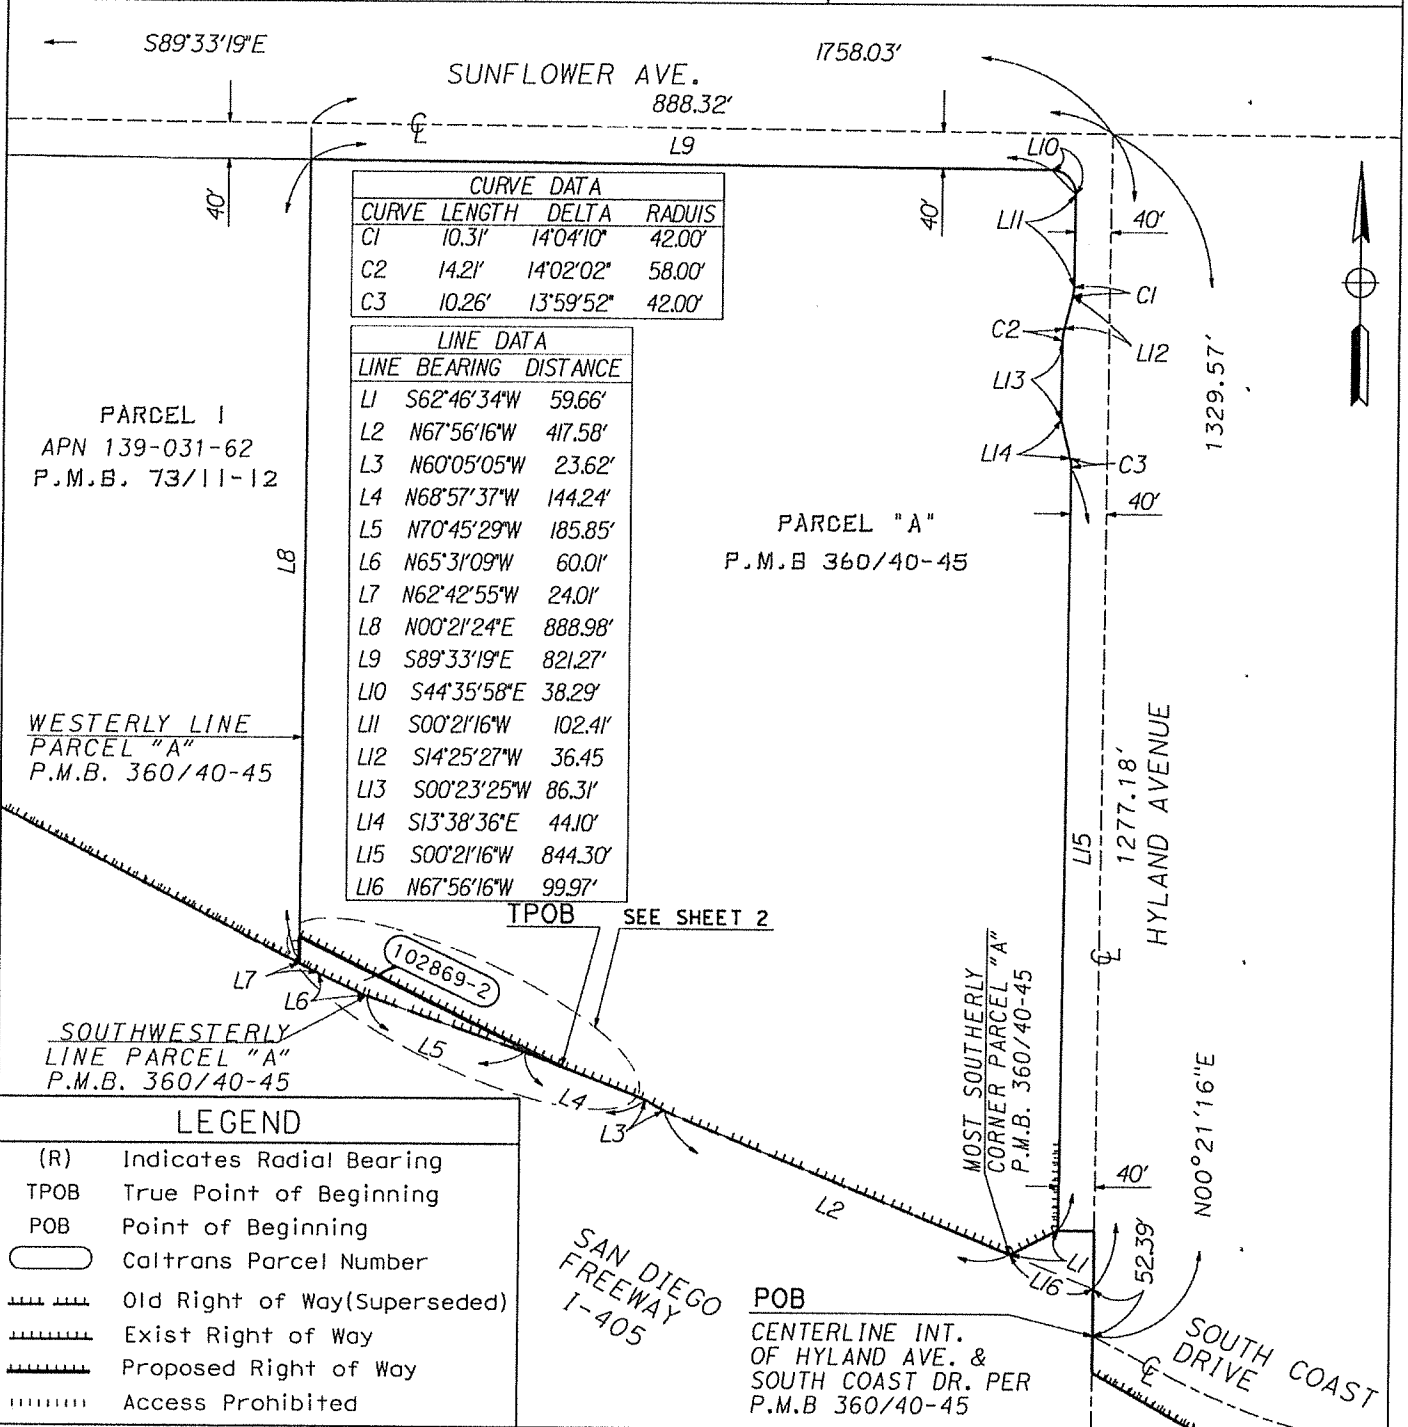 S89°33'19"E
1758.03'
SUNFLOWER AVE.
888.32'
℄
L9
L10
40'
40'
L11
40'
CURVE DATA
CURVE LENGTH DELTA RADUIS
C1 10.31' 14°04'10" 42.00'
C2 14.21' 14°02'02" 58.00'
C3 10.26' 13°59'52" 42.00'
C1
C2
L12
L13
1329.57'
L14
C3
40'
LINE DATA
LINE BEARING DISTANCE
L1 S62°46'34"W 59.66'
L2 N67°56'16"W 417.58'
L3 N60°05'05"W 23.62'
L4 N68°57'37"W 144.24'
L5 N70°45'29"W 185.85'
L6 N65°31'09"W 60.01'
L7 N62°42'55"W 24.01'
L8 N00°21'24"E 888.98'
L9 S89°33'19"E 821.27'
L10 S44°35'58"E 38.29'
L11 S00°21'16"W 102.41'
L12 S14°25'27"W 36.45
L13 S00°23'25"W 86.31'
L14 S13°38'36"E 44.10'
L15 S00°21'16"W 844.30'
L16 N67°56'16"W 99.97'
PARCEL 1
APN 139-031-62
P.M.B. 73/11-12
L8
PARCEL "A"
P.M.B 360/40-45
WESTERLY LINE
PARCEL "A"
P.M.B. 360/40-45
L15
1277.18'
HYLAND AVENUE
℄
TPOB
SEE SHEET 2
102869-2
L7
L6
SOUTHWESTERLY
LINE PARCEL "A"
P.M.B. 360/40-45
L5
L4
L3
L2
MOST SOUTHERLY
CORNER PARCEL "A"
P.M.B. 360/40-45
N00°21'16"E
40'
L1
L16
52.39'
LEGEND
(R) Indicates Radial Bearing
TPOB True Point of Beginning
POB Point of Beginning
Caltrans Parcel Number
Old Right of Way(Superseded)
Exist Right of Way
Proposed Right of Way
Access Prohibited
SAN DIEGO
FREEWAY
I-405
POB
CENTERLINE INT.
OF HYLAND AVE. &
SOUTH COAST DR. PER
P.M.B 360/40-45
SOUTH COAST
DRIVE
℄